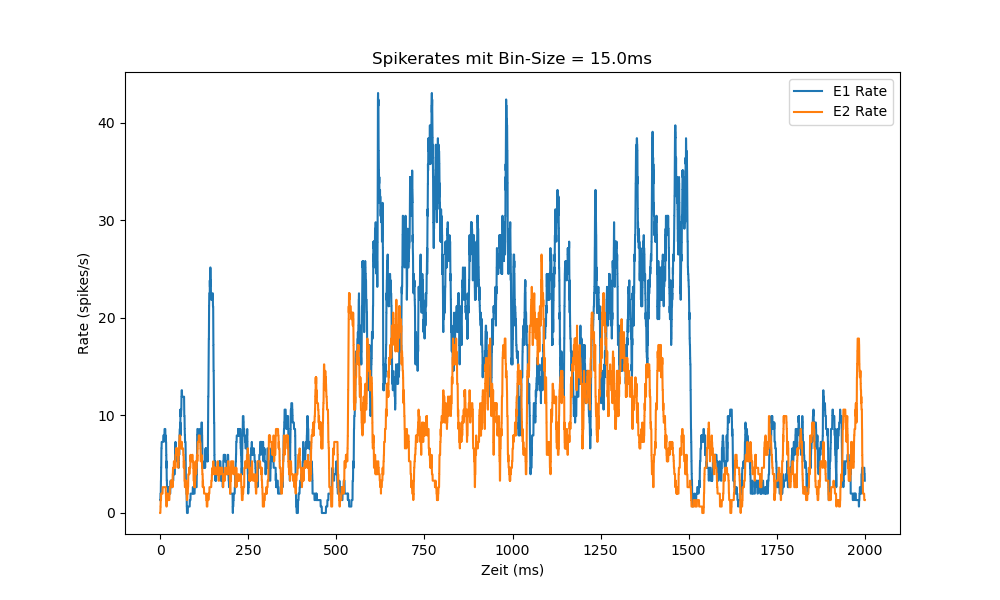 Spikerates mit Bin-Size = 15.0ms
E1 Rate
E2 Rate
Rate (spikes/s)
40
30
20
10
0
0 250 500 750 1000 1250 1500 1750 2000
Zeit (ms)